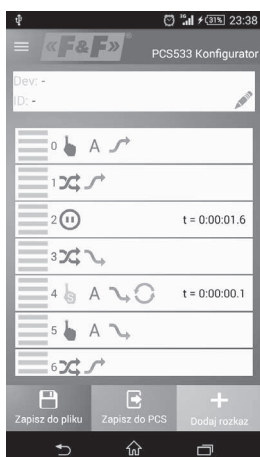 31% 23:38
«F&F»® PCS533 Konfigurator
Dev: -
ID: -
0 A
1
2 t = 0:00:01.6
3
4 S A t = 0:00:00.1
5 A
6
Zapisz do pliku Zapisz do PCS Dodaj rozkaz